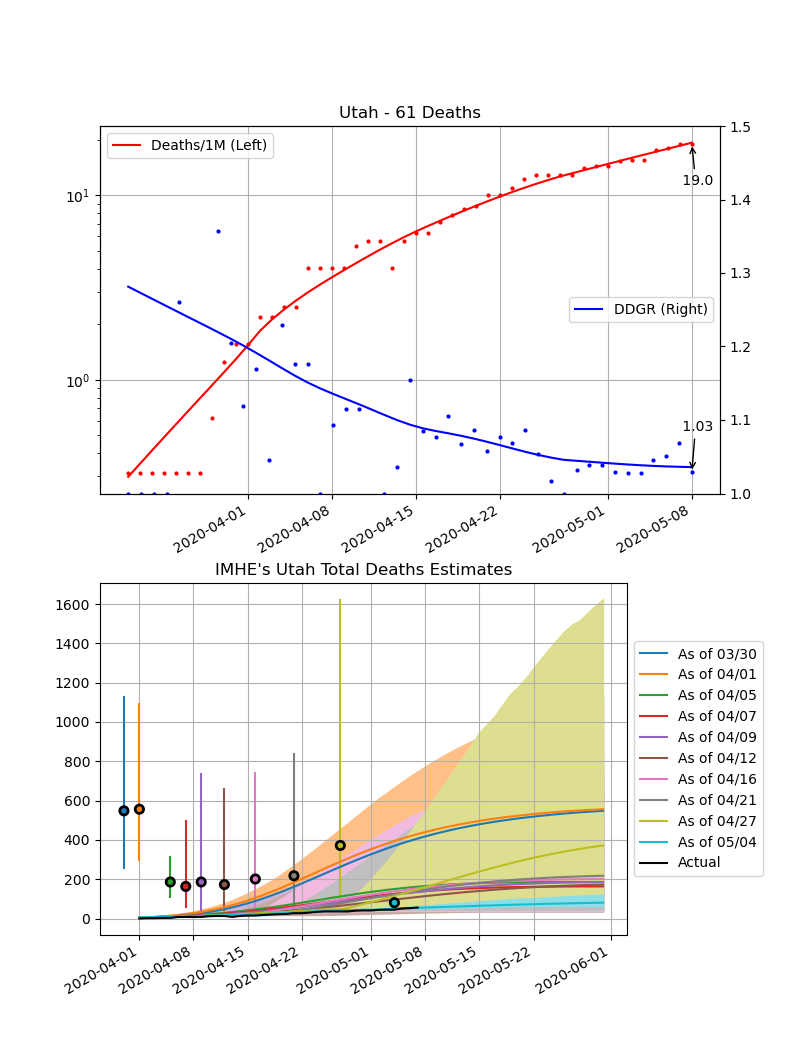 Utah - 61 Deaths
Deaths/1M (Left)
DDGR (Right)
19.0
1.03
10¹
10⁰
1.5
1.4
1.3
1.2
1.1
1.0
2020-04-01
2020-04-08
2020-04-15
2020-04-22
2020-05-01
2020-05-08
IMHE's Utah Total Deaths Estimates
1600
1400
1200
1000
800
600
400
200
0
2020-04-01
2020-04-08
2020-04-15
2020-04-22
2020-05-01
2020-05-08
2020-05-15
2020-05-22
2020-06-01
As of 03/30
As of 04/01
As of 04/05
As of 04/07
As of 04/09
As of 04/12
As of 04/16
As of 04/21
As of 04/27
As of 05/04
Actual